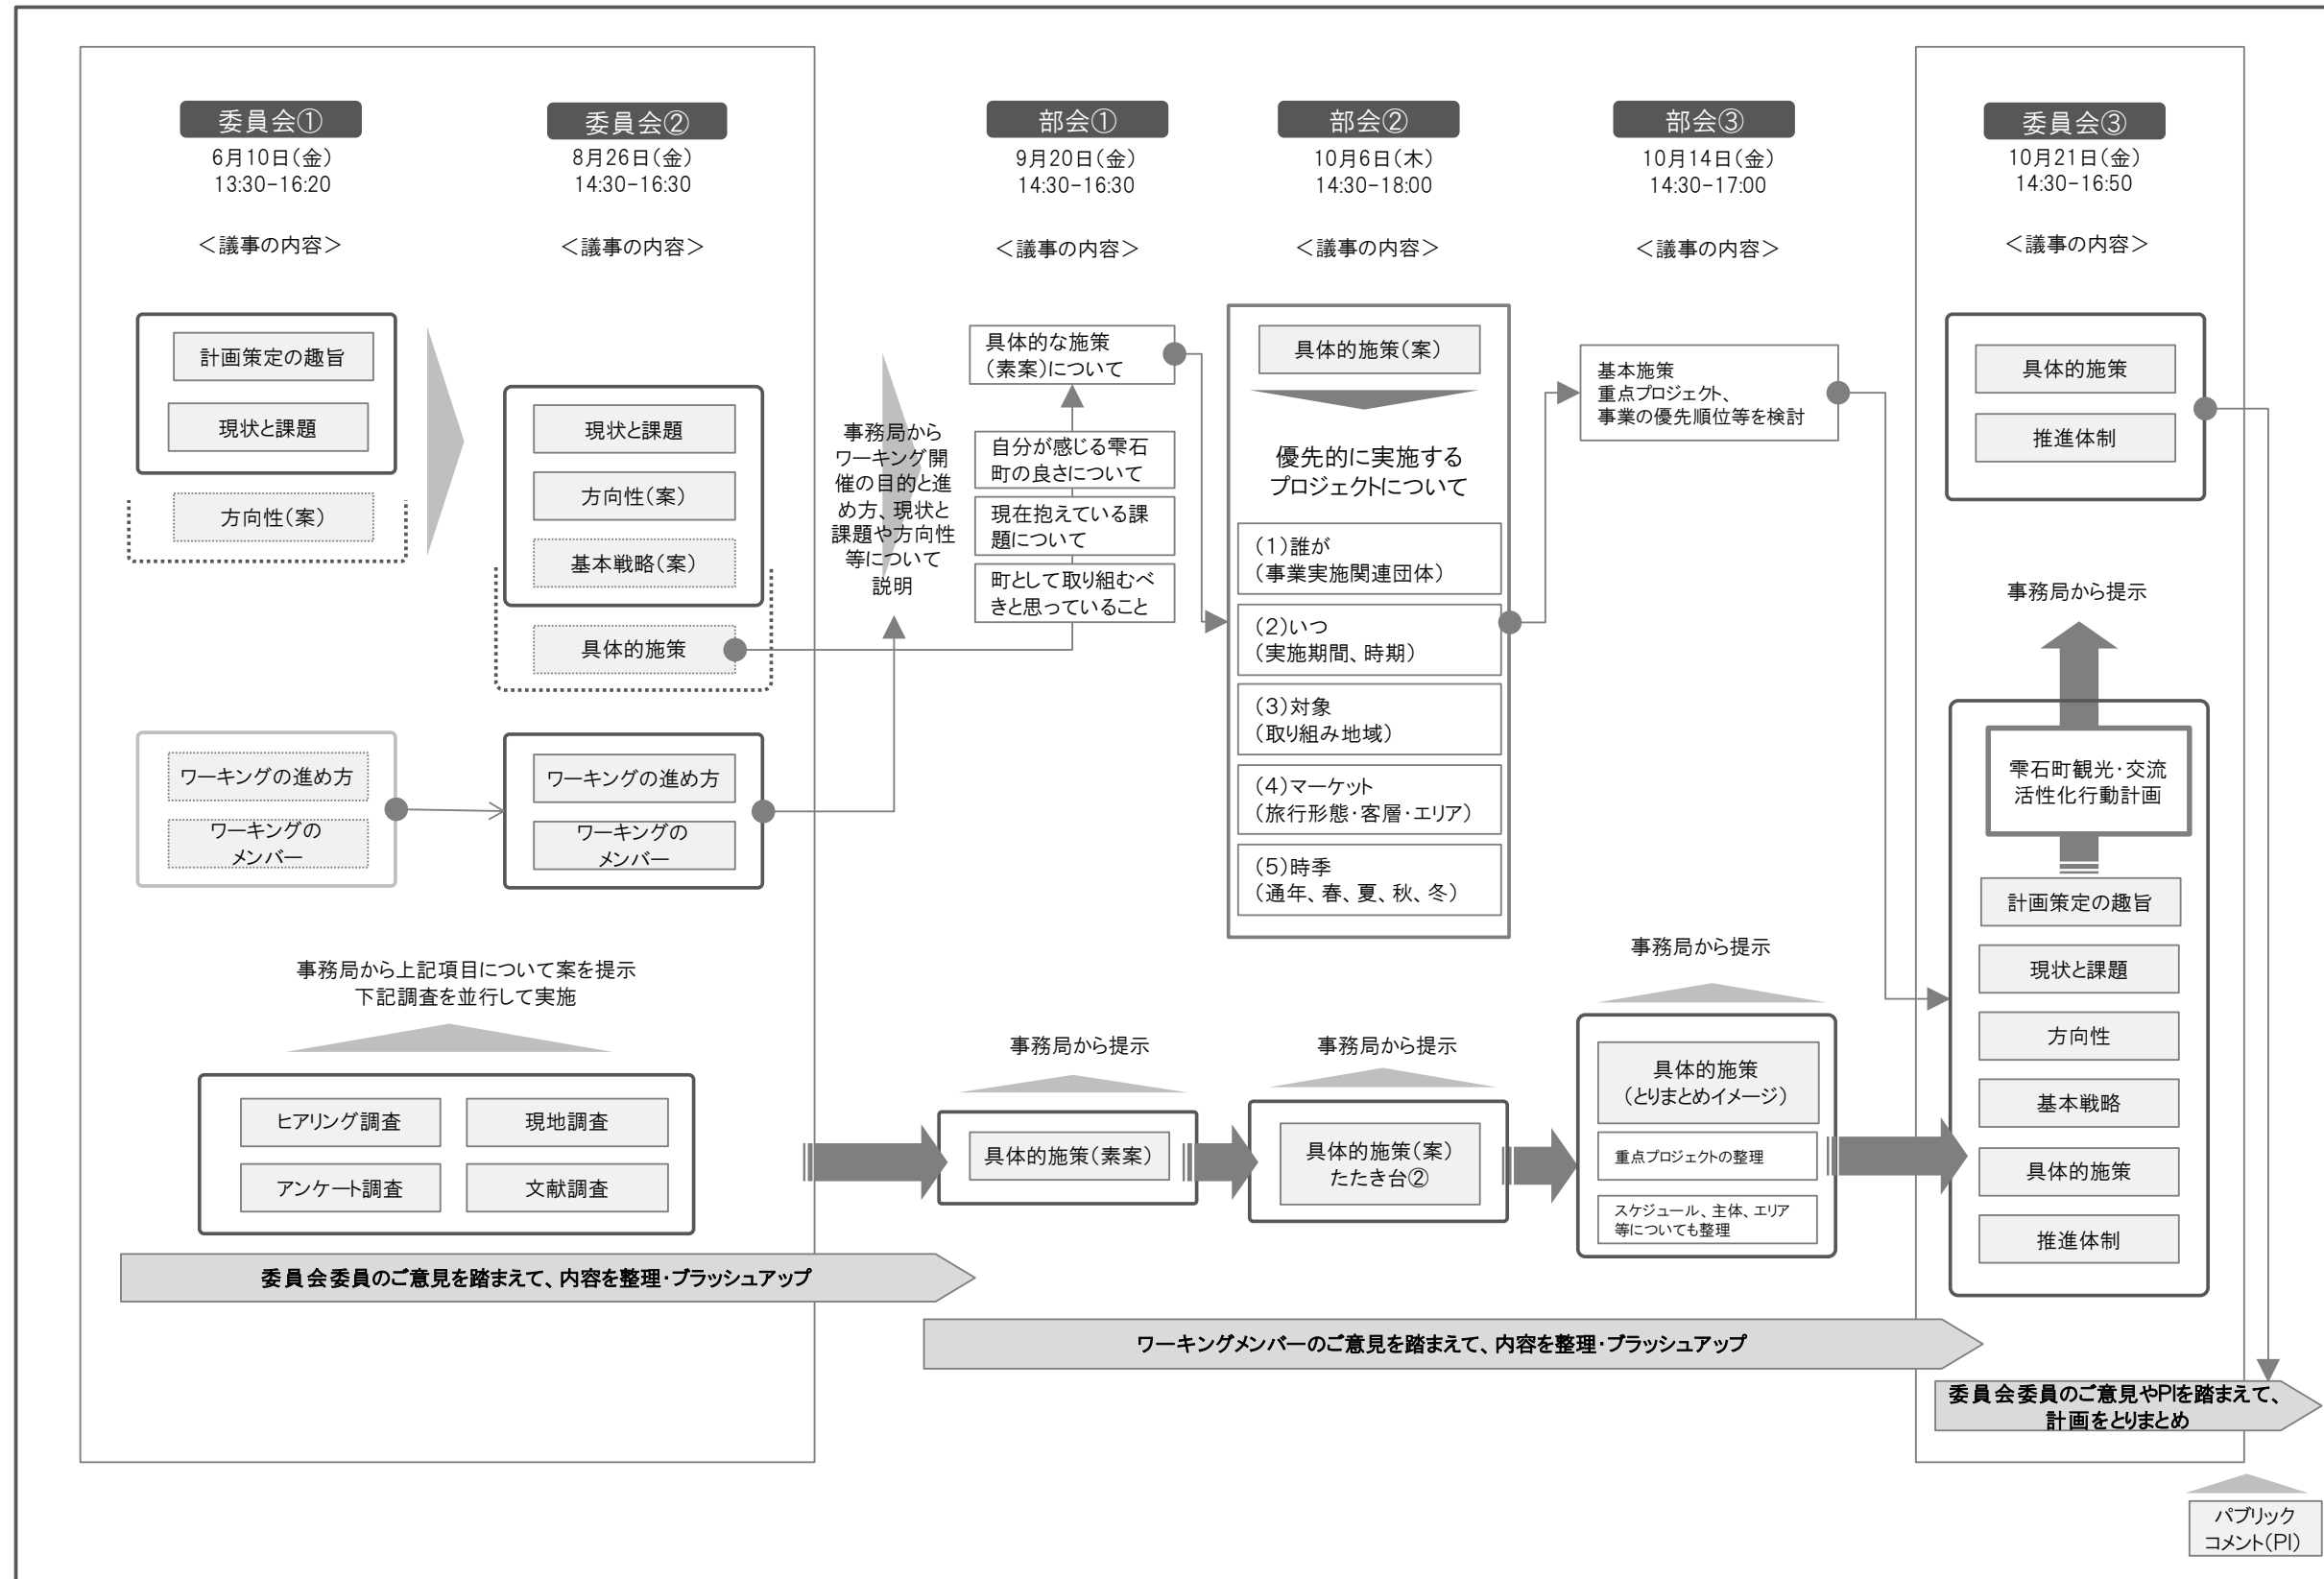 委員会①
6月10日(金)
13:30-16:20
＜議事の内容＞
計画策定の趣旨
現状と課題
方向性(案)
ワーキングの進め方
ワーキングの
メンバー
委員会②
8月26日(金)
14:30-16:30
＜議事の内容＞
現状と課題
方向性(案)
基本戦略(案)
具体的施策
ワーキングの進め方
ワーキングの
メンバー
事務局から上記項目について案を提示
下記調査を並行して実施
ヒアリング調査
現地調査
アンケート調査
文献調査
委員会委員のご意見を踏まえて、内容を整理・ブラッシュアップ
事務局から
ワーキング開
催の目的と進
め方、現状と
課題や方向性
等について
説明
部会①
9月20日(金)
14:30-16:30
＜議事の内容＞
具体的な施策
(素案)について
自分が感じる雫石
町の良さについて
現在抱えている課
題について
町として取り組むべ
きと思っていること
事務局から提示
具体的施策(素案)
部会②
10月6日(木)
14:30-18:00
＜議事の内容＞
具体的施策(案)
優先的に実施する
プロジェクトについて
(1)誰が
(事業実施関連団体)
(2)いつ
(実施期間、時期)
(3)対象
(取り組み地域)
(4)マーケット
(旅行形態・客層・エリア)
(5)時季
(通年、春、夏、秋、冬)
事務局から提示
具体的施策(案)
たたき台②
部会③
10月14日(金)
14:30-17:00
＜議事の内容＞
基本施策
重点プロジェクト、
事業の優先順位等を検討
事務局から提示
具体的施策
(とりまとめイメージ)
重点プロジェクトの整理
スケジュール、主体、エリア
等についても整理
ワーキングメンバーのご意見を踏まえて、内容を整理・ブラッシュアップ
委員会③
10月21日(金)
14:30-16:50
＜議事の内容＞
具体的施策
推進体制
事務局から提示
雫石町観光・交流
活性化行動計画
計画策定の趣旨
現状と課題
方向性
基本戦略
具体的施策
推進体制
委員会委員のご意見やPIを踏まえて、
計画をとりまとめ
パブリック
コメント(PI)